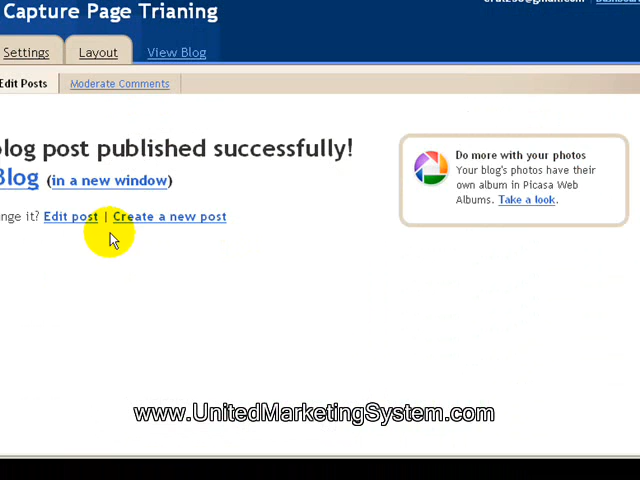 Capture Page Trianing
Settings
Layout
View Blog
Edit Posts
Moderate Comments
blog post published successfully!
Blog (in a new window)
nge it? Edit post | Create a new post
Do more with your photos
Your blog's photos have their
own album in Picasa Web
Albums. Take a look.
www.UnitedMarketingSystem.com